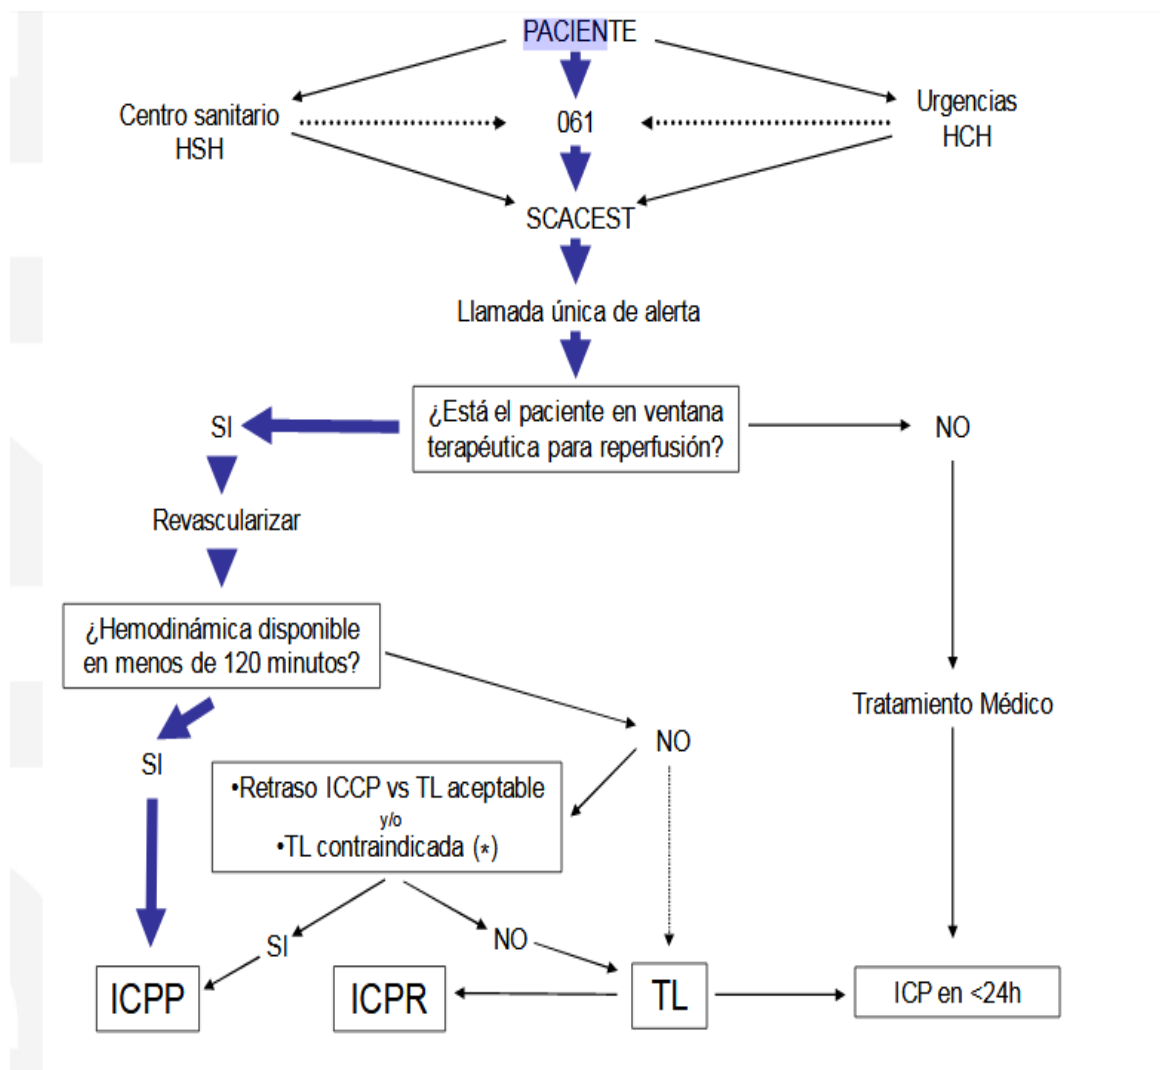 PACIENTE
Centro sanitario
HSH
061
Urgencias
HCH
SCACEST
Llamada única de alerta
¿Está el paciente en ventana
terapéutica para reperfusión?
SI
NO
Revascularizar
¿Hemodinámica disponible
en menos de 120 minutos?
Tratamiento Médico
SI
NO
•Retraso ICCP vs TL aceptable
y/o
•TL contraindicada (*)
SI
NO
ICPP
ICPR
TL
ICP en <24h